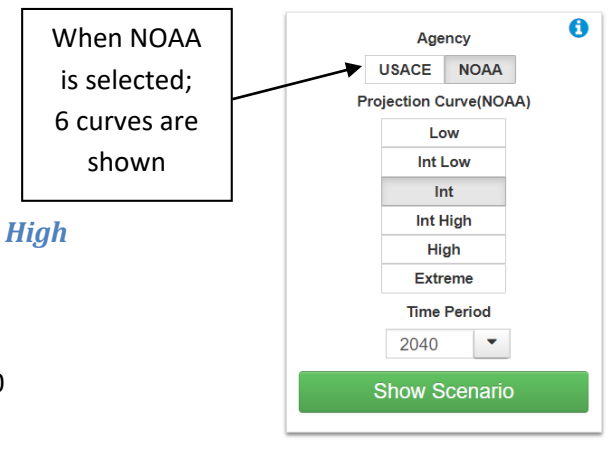 When NOAA
is selected;
6 curves are
shown
High
Agency
USACE NOAA
Projection Curve(NOAA)
Low
Int Low
Int
Int High
High
Extreme
Time Period
2040
Show Scenario